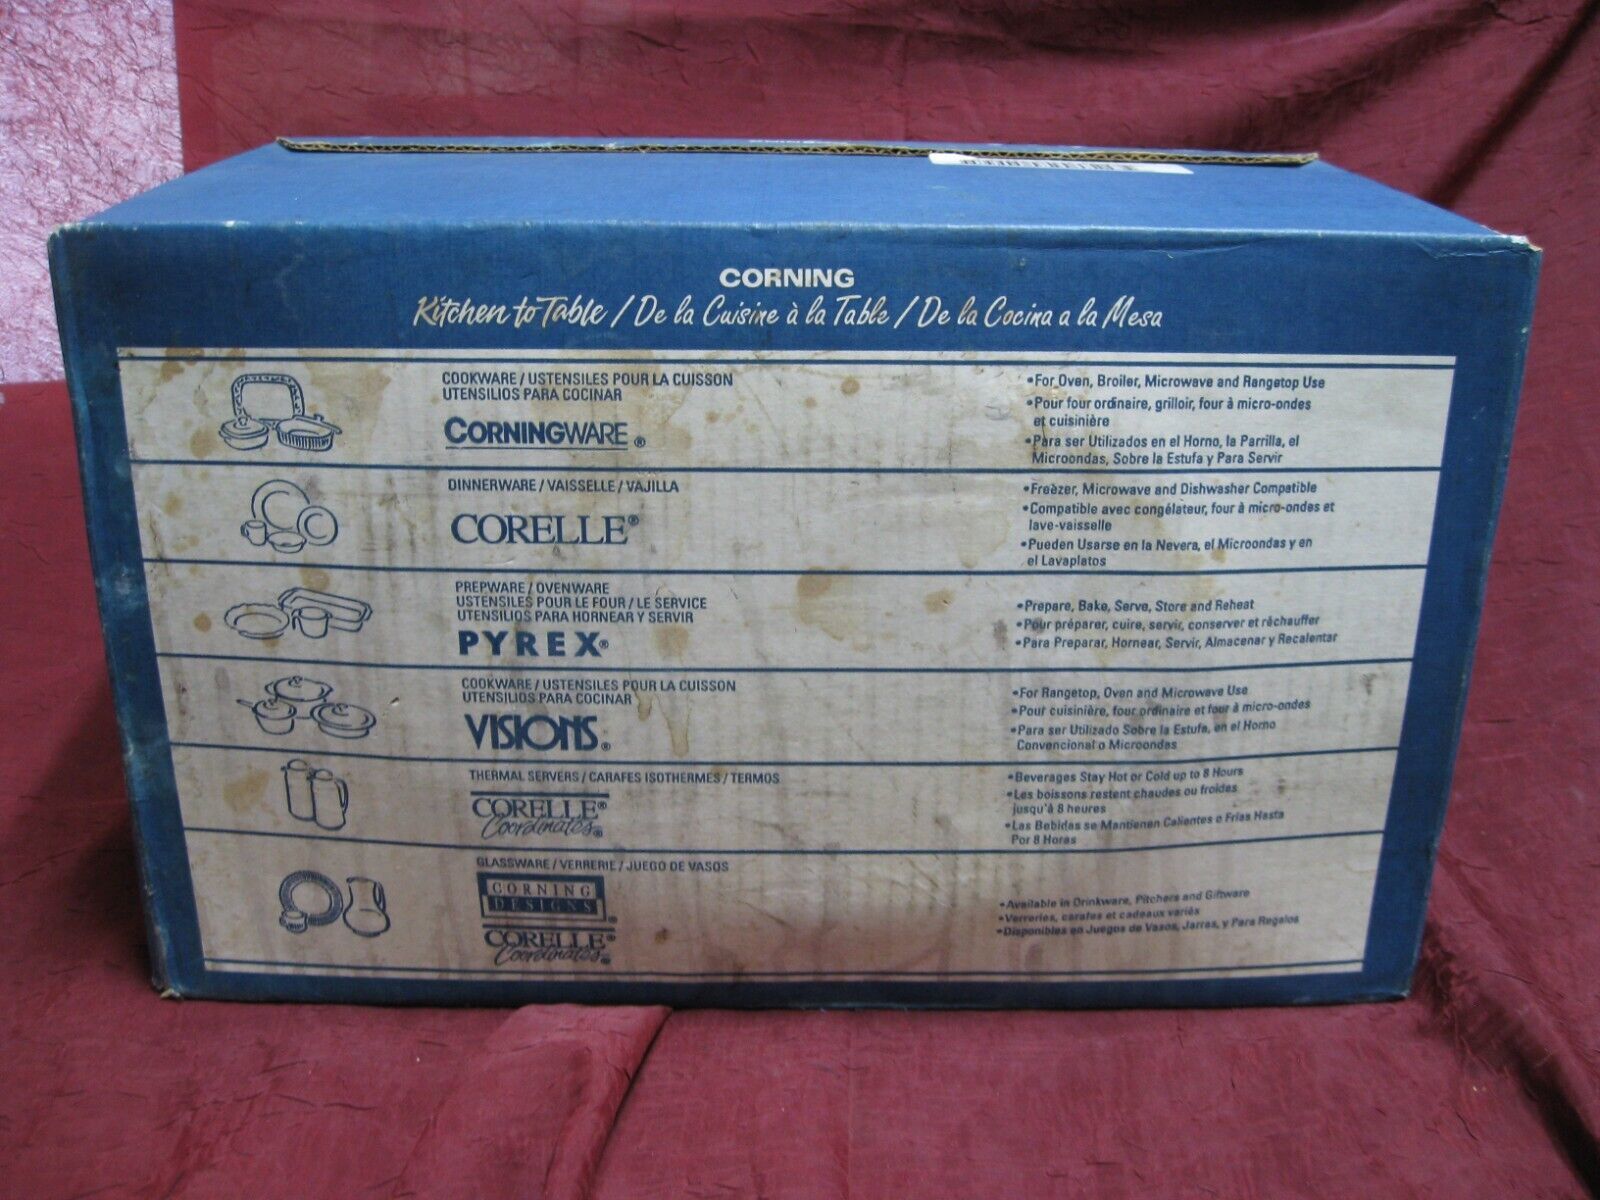 CORNING
Kitchen to Table / De la Cuisine à la Table / De la Cocina a la Mesa
COOKWARE / USTENSILES POUR LA CUISSON
UTENSILIOS PARA COCINAR
CORNINGWARE®
•For Oven, Broiler, Microwave and Rangetop Use
•Pour four ordinaire, grilloir, four à micro-ondes
et cuisinière
•Para ser Utilizados en el Horno, la Parrilla, el
Microondas, Sobre la Estufa y Para Servir
DINNERWARE / VAISSELLE / VAJILLA
CORELLE®
•Freezer, Microwave and Dishwasher Compatible
•Compatible avec congélateur, four à micro-ondes et
lave-vaisselle
•Pueden Usarse en la Nevera, el Microondas y en
el Lavaplatos
PREPWARE / OVENWARE
USTENSILES POUR LE FOUR / LE SERVICE
UTENSILIOS PARA HORNEAR Y SERVIR
PYREX®
•Prepare, Bake, Serve, Store and Reheat
•Pour préparer, cuire, servir, conserver et réchauffer
•Para Preparar, Hornear, Servir, Almacenar y Recalentar
COOKWARE / USTENSILES POUR LA CUISSON
UTENSILIOS PARA COCINAR
VISIONS®
•For Rangetop, Oven and Microwave Use
•Pour cuisinière, four ordinaire et four à micro-ondes
•Para ser Utilizado Sobre la Estufa, en el Horno
Convencional o Microondas
THERMAL SERVERS / CARAFES ISOTHERMES / TERMOS
CORELLE®
Coordinates®
•Beverages Stay Hot or Cold up to 8 Hours
•Les boissons restent chaudes ou froides
jusqu'à 8 heures
•Las Bebidas se Mantienen Calientes o Frias Hasta
Por 8 Horas
GLASSWARE / VERRERIE / JUEGO DE VASOS
CORNING
DESIGNS®
CORELLE®
Coordinates®
•Available in Drinkware, Pitchers and Giftware
•Verreries, carafes et cadeaux variés
•Disponibles en Juegos de Vasos, Jarras, y Para Regalos